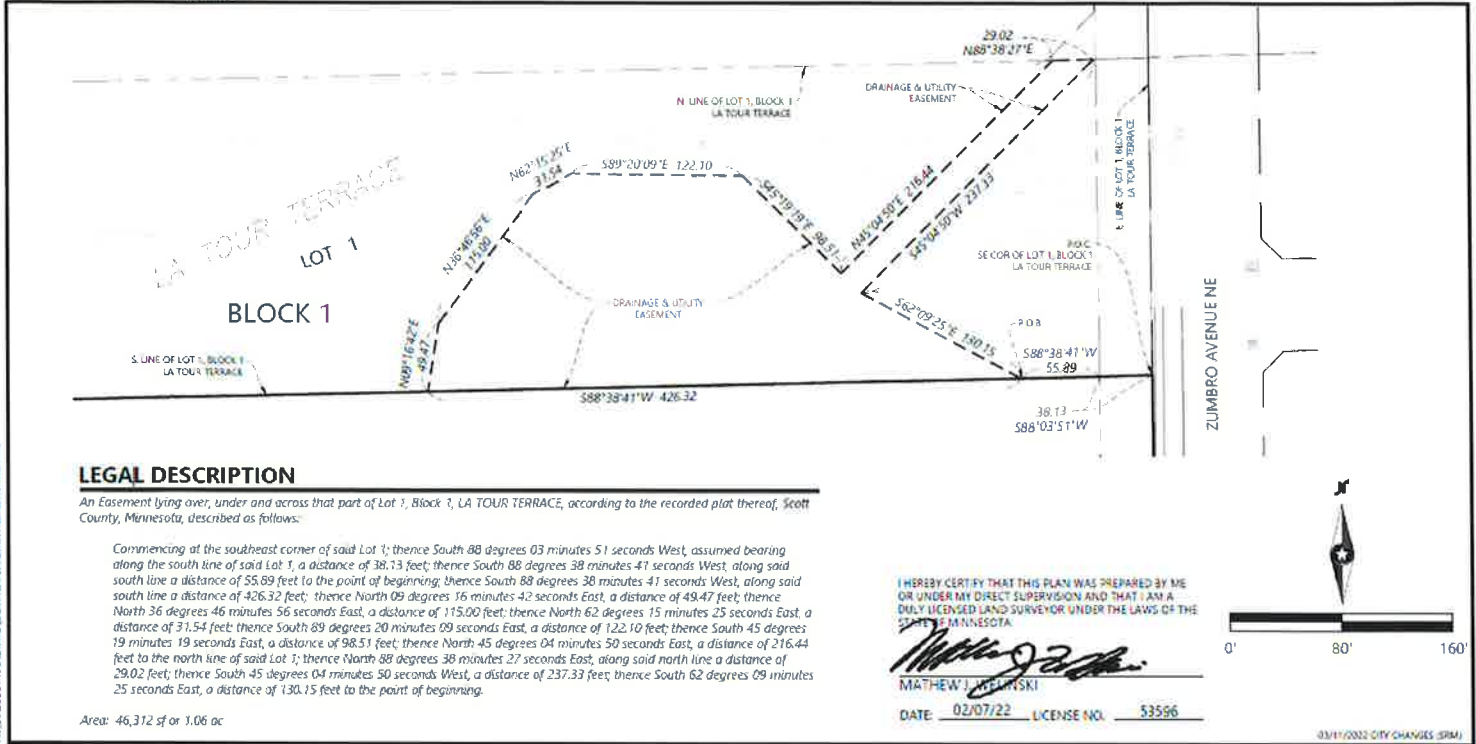 29.02
N88°38'27"E
DRAINAGE & UTILITY
EASEMENT
N. LINE OF LOT 1, BLOCK 1
LA TOUR TERRACE
E. LINE OF LOT 1, BLOCK 1
LA TOUR TERRACE
N62°15'25"E
31.54
S89°20'09"E 122.10
S45°19'19"E 98.51
N45°04'50"E 216.44
S45°04'50"W 237.33
LA TOUR TERRACE
LOT 1
BLOCK 1
N36°46'56"E
115.00
P.O.C.
SE COR OF LOT 1, BLOCK 1
LA TOUR TERRACE
DRAINAGE & UTILITY
EASEMENT
S62°09'25"E 130.15
P.O.B.
N09°16'42"E
49.47
S. LINE OF LOT 1, BLOCK 1
LA TOUR TERRACE
S88°38'41"W
55.89
S88°38'41"W 426.32
38.13
S88°03'51"W
ZUMBRO AVENUE NE
LEGAL DESCRIPTION
An Easement lying over, under and across that part of Lot 1, Block 1, LA TOUR TERRACE, according to the recorded plat thereof, Scott
County, Minnesota, described as follows:
Commencing at the southeast corner of said Lot 1; thence South 88 degrees 03 minutes 51 seconds West, assumed bearing
along the south line of said Lot 1, a distance of 38.13 feet; thence South 88 degrees 38 minutes 41 seconds West, along said
south line a distance of 55.89 feet to the point of beginning; thence South 88 degrees 38 minutes 41 seconds West, along said
south line a distance of 426.32 feet; thence North 09 degrees 16 minutes 42 seconds East, a distance of 49.47 feet; thence
North 36 degrees 46 minutes 56 seconds East, a distance of 115.00 feet; thence North 62 degrees 15 minutes 25 seconds East, a
distance of 31.54 feet; thence South 89 degrees 20 minutes 09 seconds East, a distance of 122.10 feet; thence South 45 degrees
19 minutes 19 seconds East, a distance of 98.51 feet; thence North 45 degrees 04 minutes 50 seconds East, a distance of 216.44
feet to the north line of said Lot 1; thence North 88 degrees 38 minutes 27 seconds East, along said north line a distance of
29.02 feet; thence South 45 degrees 04 minutes 50 seconds West, a distance of 237.33 feet; thence South 62 degrees 09 minutes
25 seconds East, a distance of 130.15 feet to the point of beginning.
Area: 46,312 sf or 1.06 ac
I HEREBY CERTIFY THAT THIS PLAN WAS PREPARED BY ME
OR UNDER MY DIRECT SUPERVISION AND THAT I AM A
DULY LICENSED LAND SURVEYOR UNDER THE LAWS OF THE
STATE OF MINNESOTA
MATHEW J. WELINSKI
DATE: 02/07/22 LICENSE NO. 53596
N
0' 80' 160'
03/11/2022 CITY CHANGES (SRM)